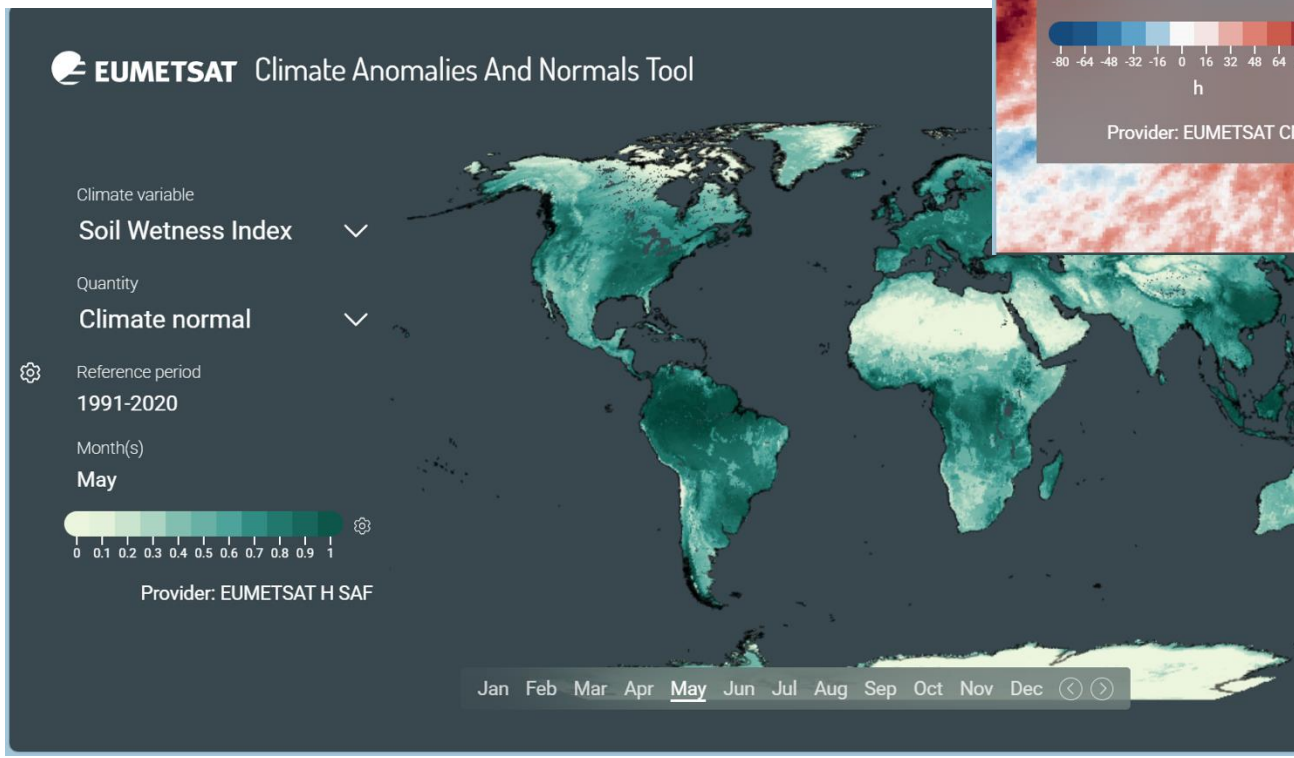 EUMETSAT Climate Anomalies And Normals Tool
Climate variable
Soil Wetness Index
Quantity
Climate normal
Reference period
1991-2020
Month(s)
May
0 0.1 0.2 0.3 0.4 0.5 0.6 0.7 0.8 0.9 1
Provider: EUMETSAT H SAF
Jan Feb Mar Apr May Jun Jul Aug Sep Oct Nov Dec
-80 -64 -48 -32 -16 0 16 32 48 64
h
Provider: EUMETSAT